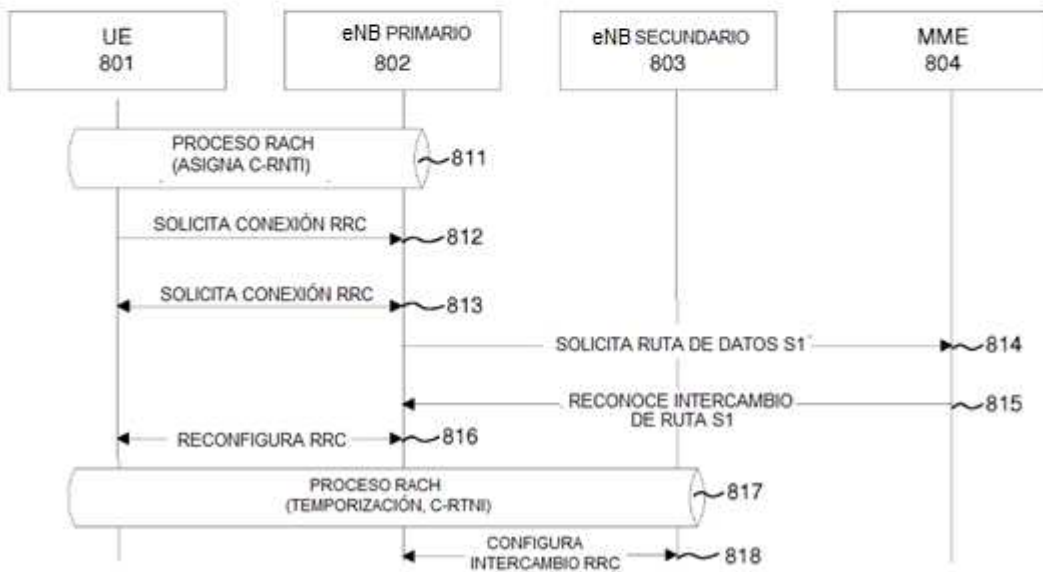 UE
801
eNB PRIMARIO
802
eNB SECUNDARIO
803
MME
804
PROCESO RACH
(ASIGNA C-RNTI)
811
SOLICITA CONEXIÓN RRC
812
SOLICITA CONEXIÓN RRC
813
SOLICITA RUTA DE DATOS S1
814
RECONOCE INTERCAMBIO
DE RUTA S1
815
RECONFIGURA RRC
816
PROCESO RACH
(TEMPORIZACIÓN, C-RTNI)
817
CONFIGURA
INTERCAMBIO RRC
818